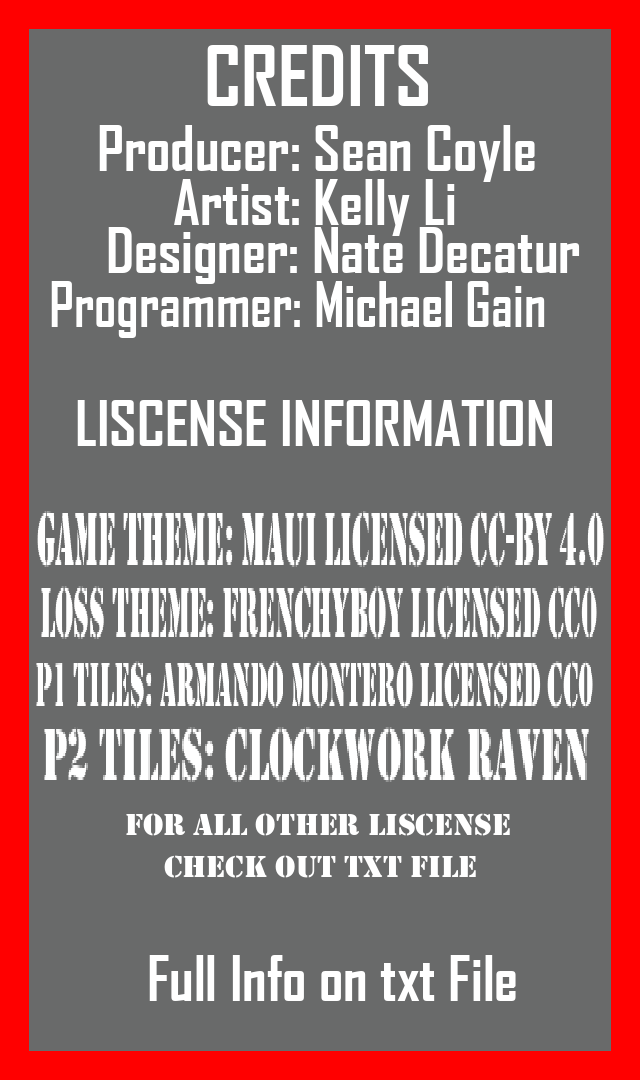 CREDITS
Producer: Sean Coyle
Artist: Kelly Li
Designer: Nate Decatur
Programmer: Michael Gain
LISCENSE INFORMATION
GAME THEME: MAUI LICENSED CC-BY 4.0
LOSS THEME: FRENCHYBOY LICENSED CC0
P1 TILES: ARMANDO MONTERO LICENSED CC0
P2 TILES: CLOCKWORK RAVEN
FOR ALL OTHER LISCENSE
CHECK OUT TXT FILE
Full Info on txt File